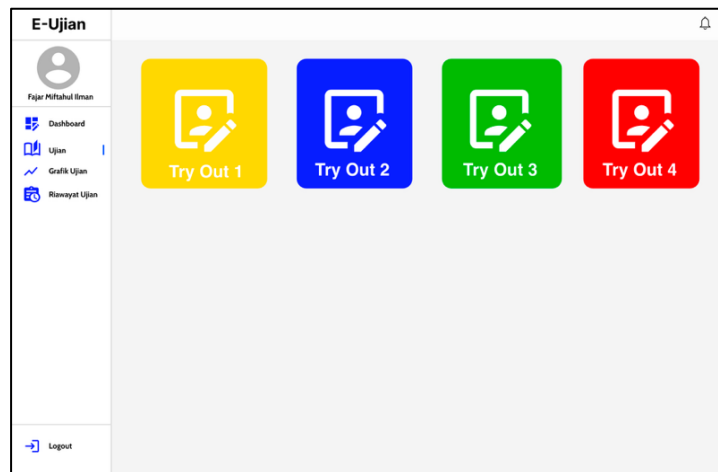 E-Ujian
Fajar Miftahul Ilman
Dashboard
Ujian
Grafik Ujian
Riawayat Ujian
Logout
Try Out 1
Try Out 2
Try Out 3
Try Out 4